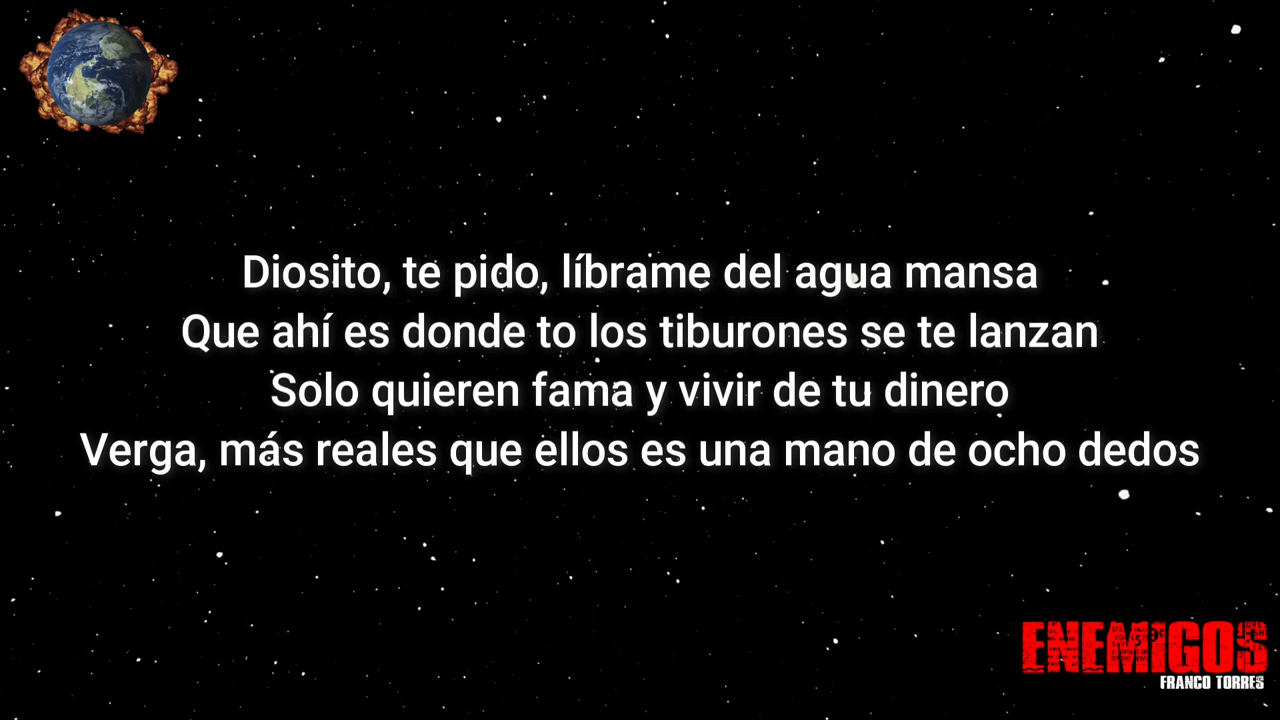 Diosito, te pido, líbrame del agua mansa
Que ahí es donde to los tiburones se te lanzan
Solo quieren fama y vivir de tu dinero
Verga, más reales que ellos es una mano de ocho dedos
ENEMIGOS
FRANCO TORRES